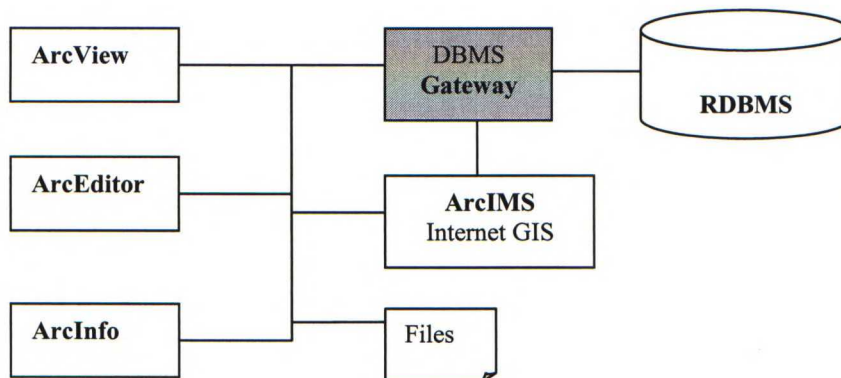 ArcView
DBMS
Gateway
RDBMS
ArcEditor
ArcIMS
Internet GIS
ArcInfo
Files